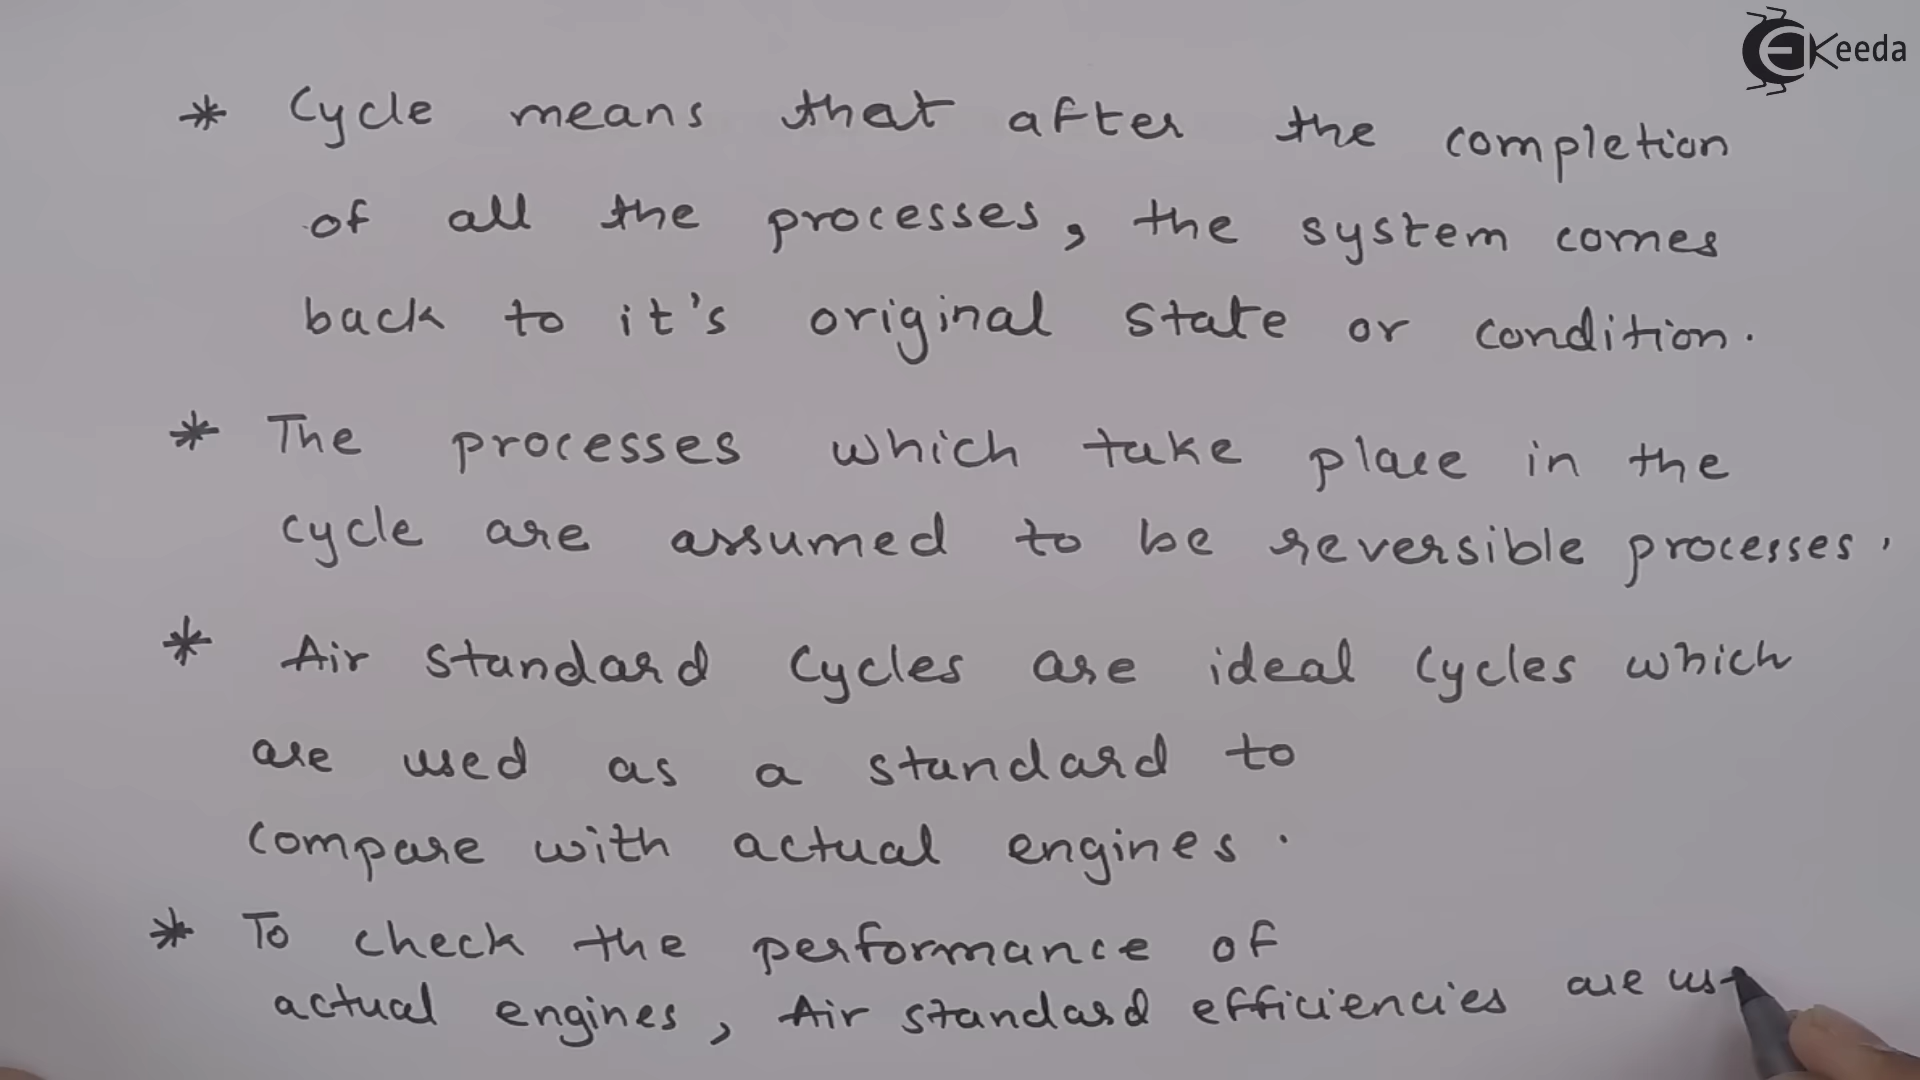 EKeeda
* Cycle means that after the completion
of all the processes, the system comes
back to it's original state or condition.
* The processes which take place in the
cycle are assumed to be reversible processes.
* Air standard cycles are ideal cycles which
are used as a standard to
compare with actual engines.
* To check the performance of
actual engines, Air standard efficiencies are us